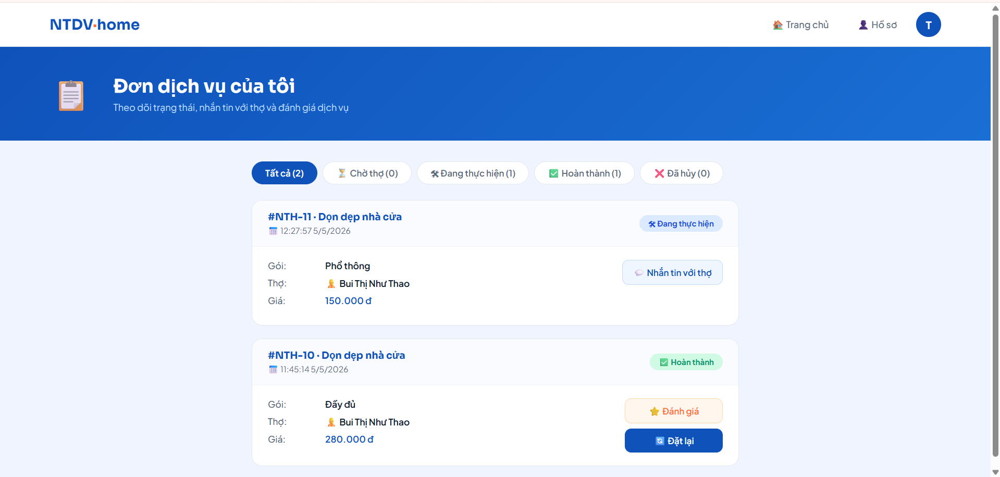 NTDV·home
🏠 Trang chủ
👤 Hồ sơ
T
Đơn dịch vụ của tôi
Theo dõi trạng thái, nhắn tin với thợ và đánh giá dịch vụ
Tất cả (2)
⏳ Chờ thợ (0)
🛠 Đang thực hiện (1)
✅ Hoàn thành (1)
❌ Đã hủy (0)
#NTH-11 · Dọn dẹp nhà cửa
📅 12:27:57 5/5/2026
🛠 Đang thực hiện
Gói: Phổ thông
Thợ: Bui Thị Như Thao
Giá: 150.000 đ
💬 Nhắn tin với thợ
#NTH-10 · Dọn dẹp nhà cửa
📅 11:45:14 5/5/2026
✅ Hoàn thành
Gói: Đầy đủ
Thợ: Bui Thị Như Thao
Giá: 280.000 đ
⭐ Đánh giá
🔄 Đặt lại